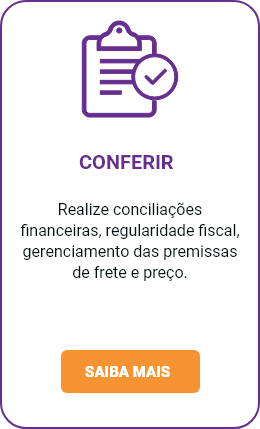 CONFERIR
Realize conciliações
financeiras, regularidade fiscal,
gerenciamento das premissas
de frete e preço.
SAIBA MAIS